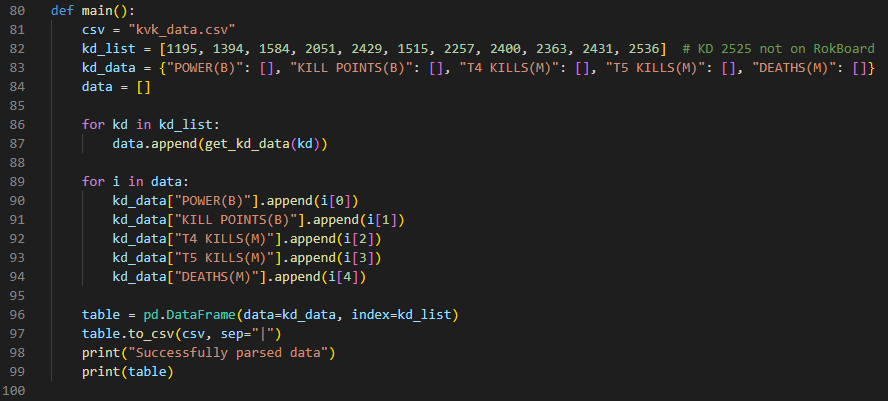 80 def main():
81     csv = "kvk_data.csv"
82     kd_list = [1195, 1394, 1584, 2051, 2429, 1515, 2257, 2400, 2363, 2431, 2536]  # KD 2525 not on RokBoard
83     kd_data = {"POWER(B)": [], "KILL POINTS(B)": [], "T4 KILLS(M)": [], "T5 KILLS(M)": [], "DEATHS(M)": []}
84     data = []
85
86     for kd in kd_list:
87         data.append(get_kd_data(kd))
88
89     for i in data:
90         kd_data["POWER(B)"].append(i[0])
91         kd_data["KILL POINTS(B)"].append(i[1])
92         kd_data["T4 KILLS(M)"].append(i[2])
93         kd_data["T5 KILLS(M)"].append(i[3])
94         kd_data["DEATHS(M)"].append(i[4])
95
96     table = pd.DataFrame(data=kd_data, index=kd_list)
97     table.to_csv(csv, sep="|")
98     print("Successfully parsed data")
99     print(table)
100